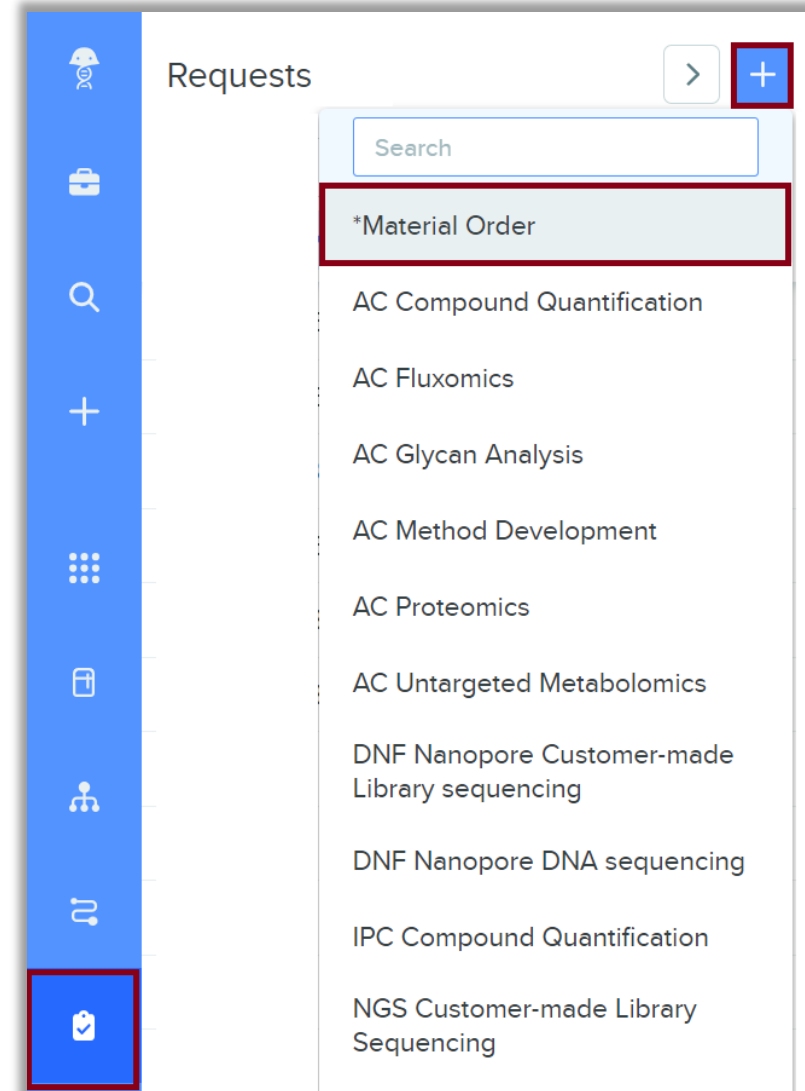 Requests
Search
*Material Order
AC Compound Quantification
AC Fluxomics
AC Glycan Analysis
AC Method Development
AC Proteomics
AC Untargeted Metabolomics
DNF Nanopore Customer-made
Library sequencing
DNF Nanopore DNA sequencing
IPC Compound Quantification
NGS Customer-made Library
Sequencing